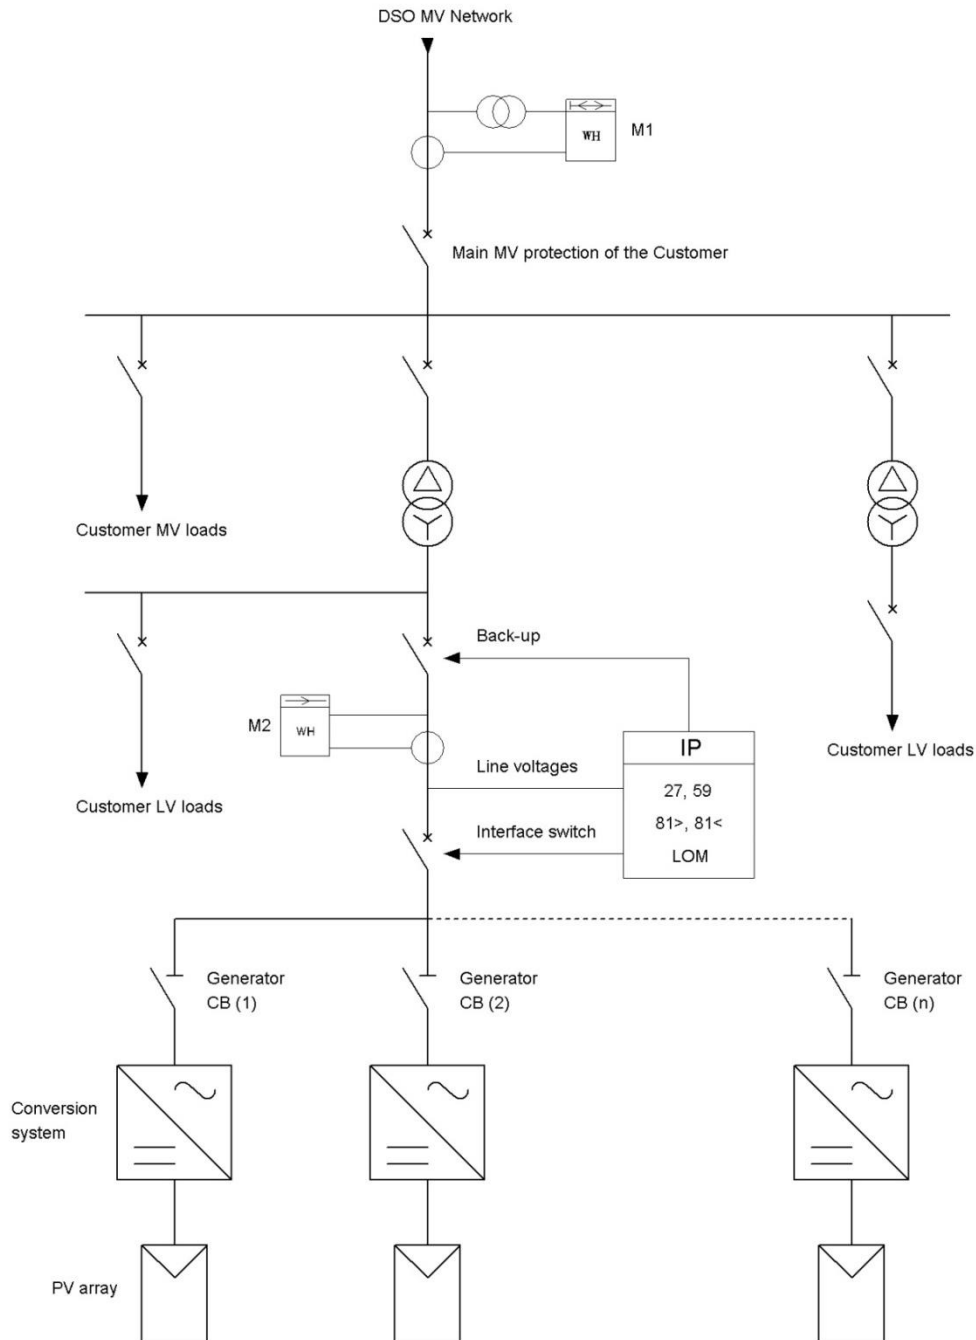 DSO MV Network
WH
M1
Main MV protection of the Customer
Customer MV loads
Back-up
M2
WH
IP
Line voltages
27, 59
Customer LV loads
Customer LV loads
81>, 81<
Interface switch
LOM
Generator
CB (1)
Generator
CB (2)
Generator
CB (n)
Conversion
system
PV array